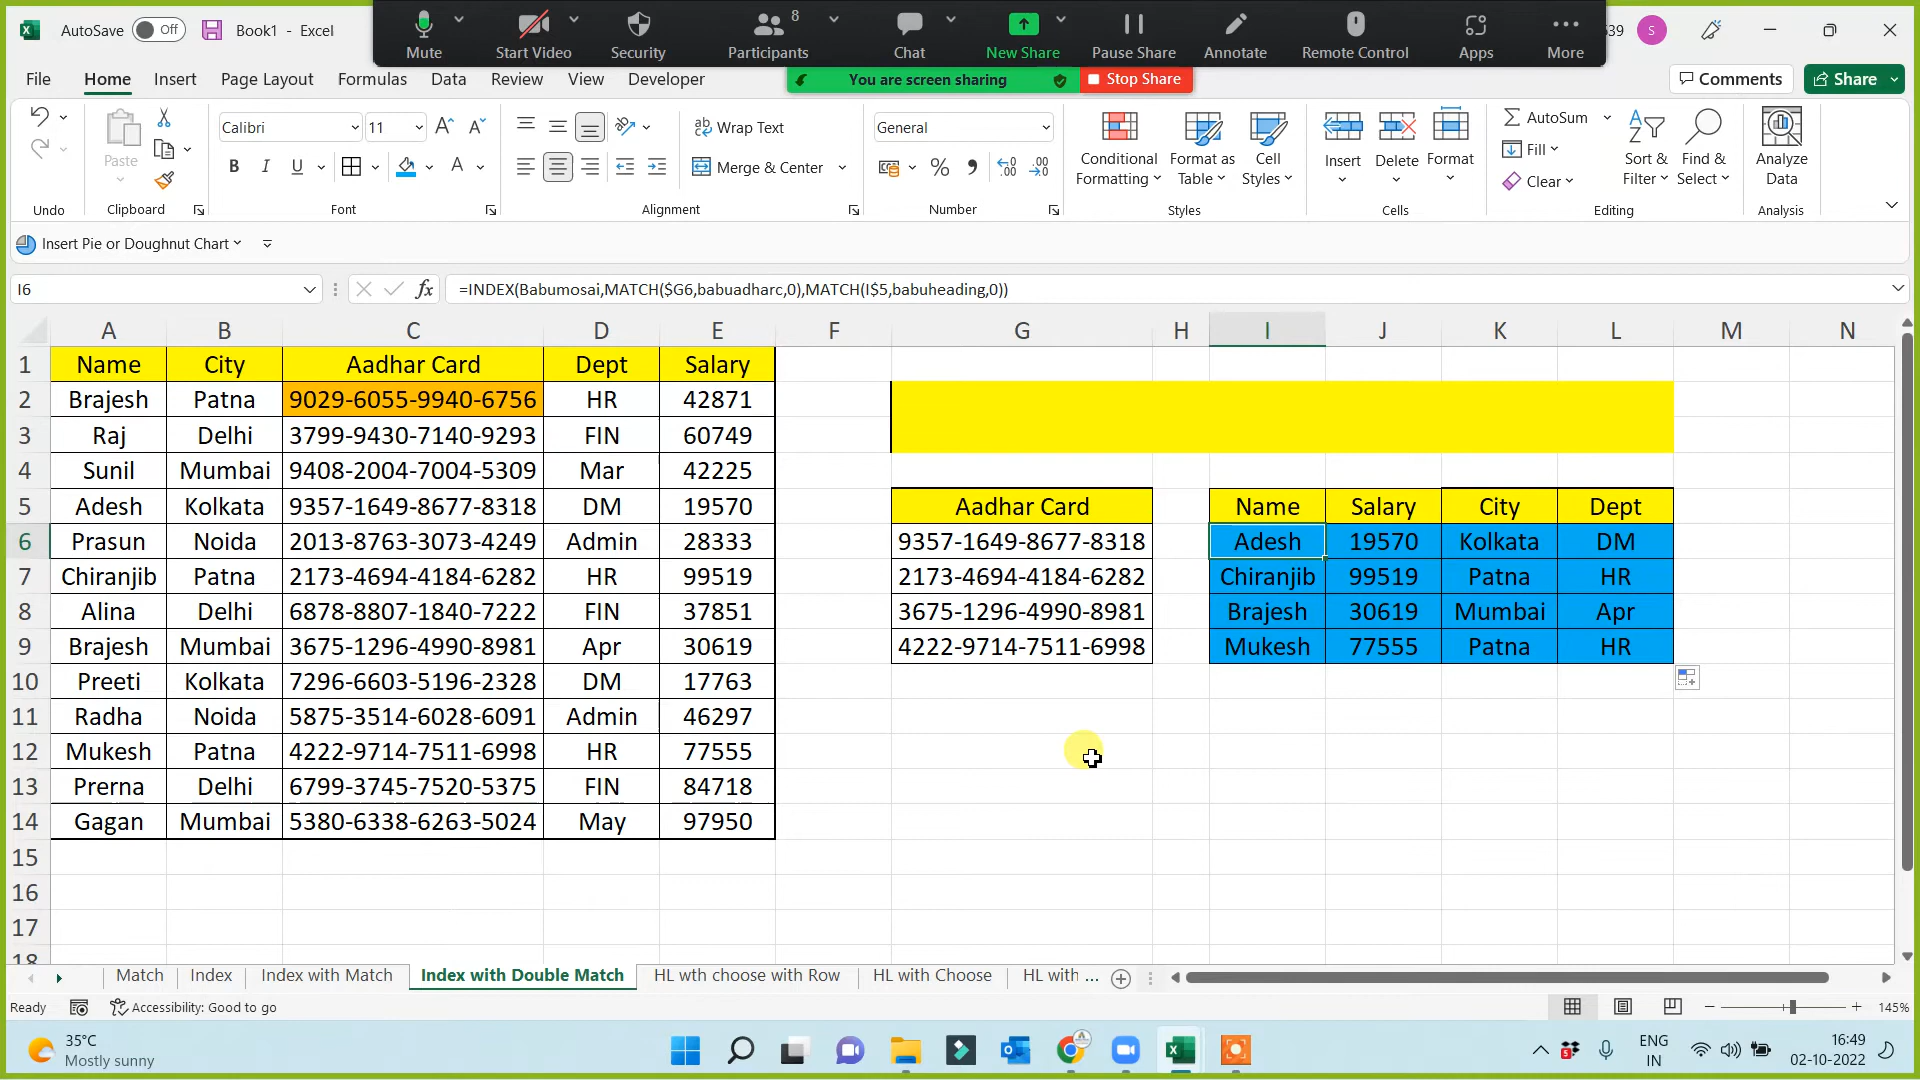 AutoSave Off Book1 - Excel
Mute Start Video Security Participants 8 Chat New Share Pause Share Annotate Remote Control Apps More
39 S
File Home Insert Page Layout Formulas Data Review View Developer
You are screen sharing Stop Share
Comments Share
Paste
Calibri 11
B I U A
ab Wrap Text
Merge & Center
General
Conditional Formatting
Format as Table
Cell Styles
Insert Delete Format
AutoSum
Fill
Clear
Sort & Filter
Find & Select
Analyze Data
Undo Clipboard Font Alignment Number Styles Cells Editing Analysis
Insert Pie or Doughnut Chart
I6 fx =INDEX(Babumosai,MATCH($G6,babuadharc,0),MATCH(I$5,babuheading,0))
A B C D E F G H I J K L M N
1 Name City Aadhar Card Dept Salary
2 Brajesh Patna 9029-6055-9940-6756 HR 42871
3 Raj Delhi 3799-9430-7140-9293 FIN 60749
4 Sunil Mumbai 9408-2004-7004-5309 Mar 42225
5 Adesh Kolkata 9357-1649-8677-8318 DM 19570 Aadhar Card Name Salary City Dept
6 Prasun Noida 2013-8763-3073-4249 Admin 28333 9357-1649-8677-8318 Adesh 19570 Kolkata DM
7 Chiranjib Patna 2173-4694-4184-6282 HR 99519 2173-4694-4184-6282 Chiranjib 99519 Patna HR
8 Alina Delhi 6878-8807-1840-7222 FIN 37851 3675-1296-4990-8981 Brajesh 30619 Mumbai Apr
9 Brajesh Mumbai 3675-1296-4990-8981 Apr 30619 4222-9714-7511-6998 Mukesh 77555 Patna HR
10 Preeti Kolkata 7296-6603-5196-2328 DM 17763
11 Radha Noida 5875-3514-6028-6091 Admin 46297
12 Mukesh Patna 4222-9714-7511-6998 HR 77555
13 Prerna Delhi 6799-3745-7520-5375 FIN 84718
14 Gagan Mumbai 5380-6338-6263-5024 May 97950
15
16
17
18
Match Index Index with Match Index with Double Match HL wth choose with Row HL with Choose HL with ...
Ready Accessibility: Good to go 145%
35°C
Mostly sunny
ENG
IN
16:49
02-10-2022